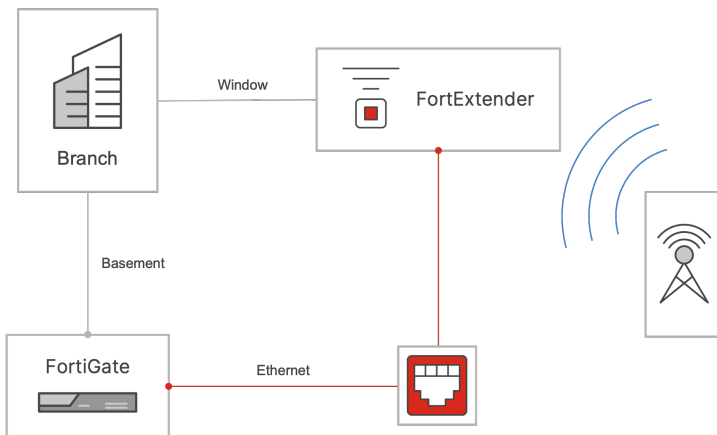 Window
FortExtender
Branch
Basement
FortiGate
Ethernet